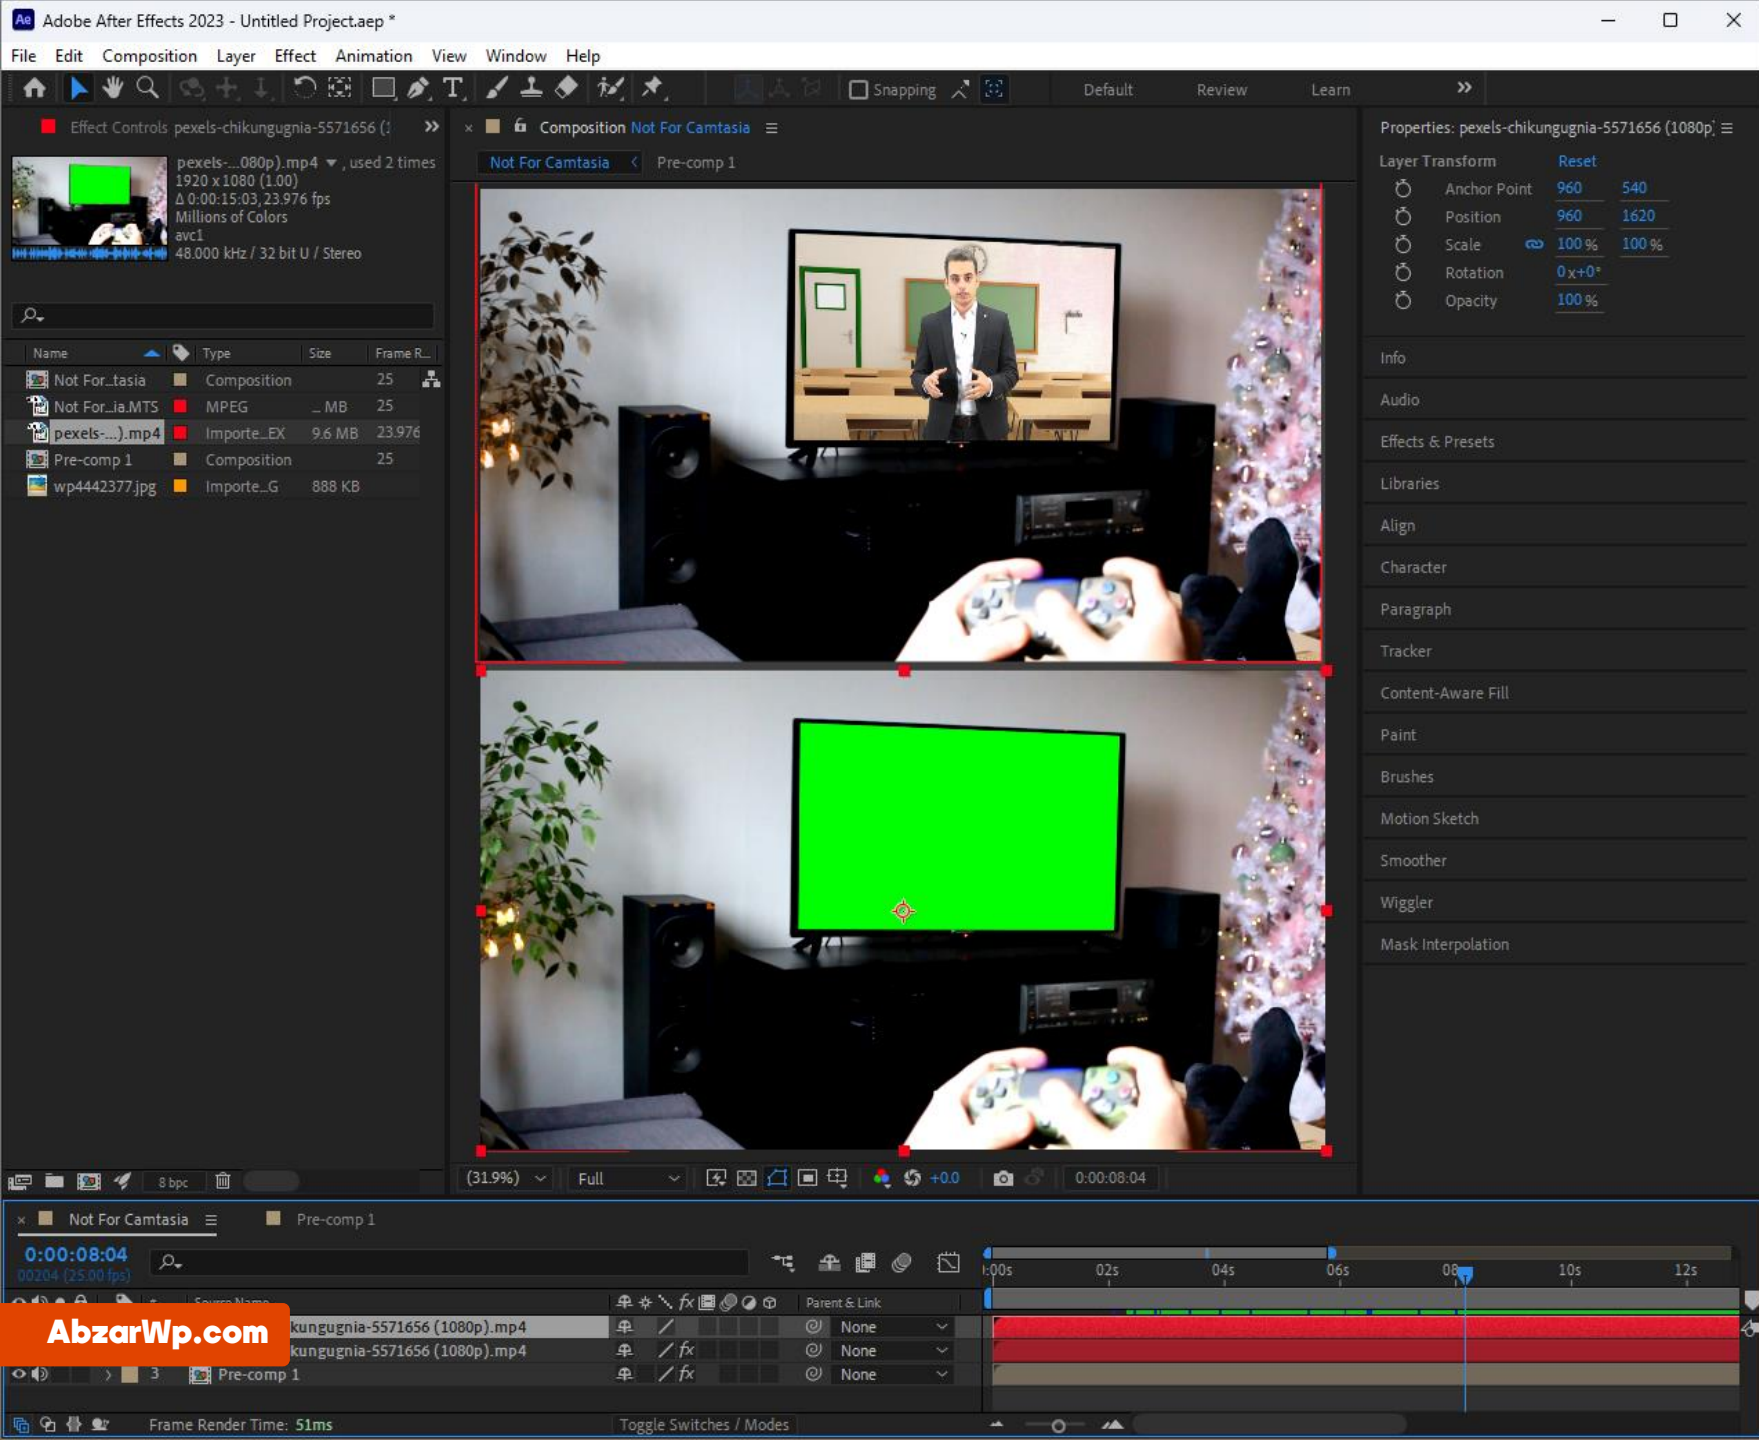 Ae Adobe After Effects 2023 - Untitled Project.aep *
File Edit Composition Layer Effect Animation View Window Help
Snapping Default Review Learn
Effect Controls pexels-chikungugnia-5571656 (
pexels-...080p).mp4 , used 2 times
1920 x 1080 (1.00)
Δ 0:00:15:03, 23.976 fps
Millions of Colors
avc1
48.000 kHz / 32 bit U / Stereo
Name Type Size Frame R...
Not For...tasia Composition 25
Not For...ia.MTS MPEG ... MB 25
pexels-...).mp4 Importe...EX 9.6 MB 23.976
Pre-comp 1 Composition 25
wp4442377.jpg Importe...G 888 KB
8 bpc
Composition Not For Camtasia
Not For Camtasia Pre-comp 1
(31.9%) Full +0.0 0:00:08:04
Properties: pexels-chikungugnia-5571656 (1080p)
Layer Transform Reset
Anchor Point 960 540
Position 960 1620
Scale 100 % 100 %
Rotation 0x+0°
Opacity 100 %
Info
Audio
Effects & Presets
Libraries
Align
Character
Paragraph
Tracker
Content-Aware Fill
Paint
Brushes
Motion Sketch
Smoother
Wiggler
Mask Interpolation
Not For Camtasia Pre-comp 1
0:00:08:04
00204 (25.00 fps)
:00s 02s 04s 06s 08 10s 12s
Source Name Parent & Link
kungugnia-5571656 (1080p).mp4 None
kungugnia-5571656 (1080p).mp4 fx None
3 Pre-comp 1 fx None
AbzarWp.com
Frame Render Time: 51ms Toggle Switches / Modes